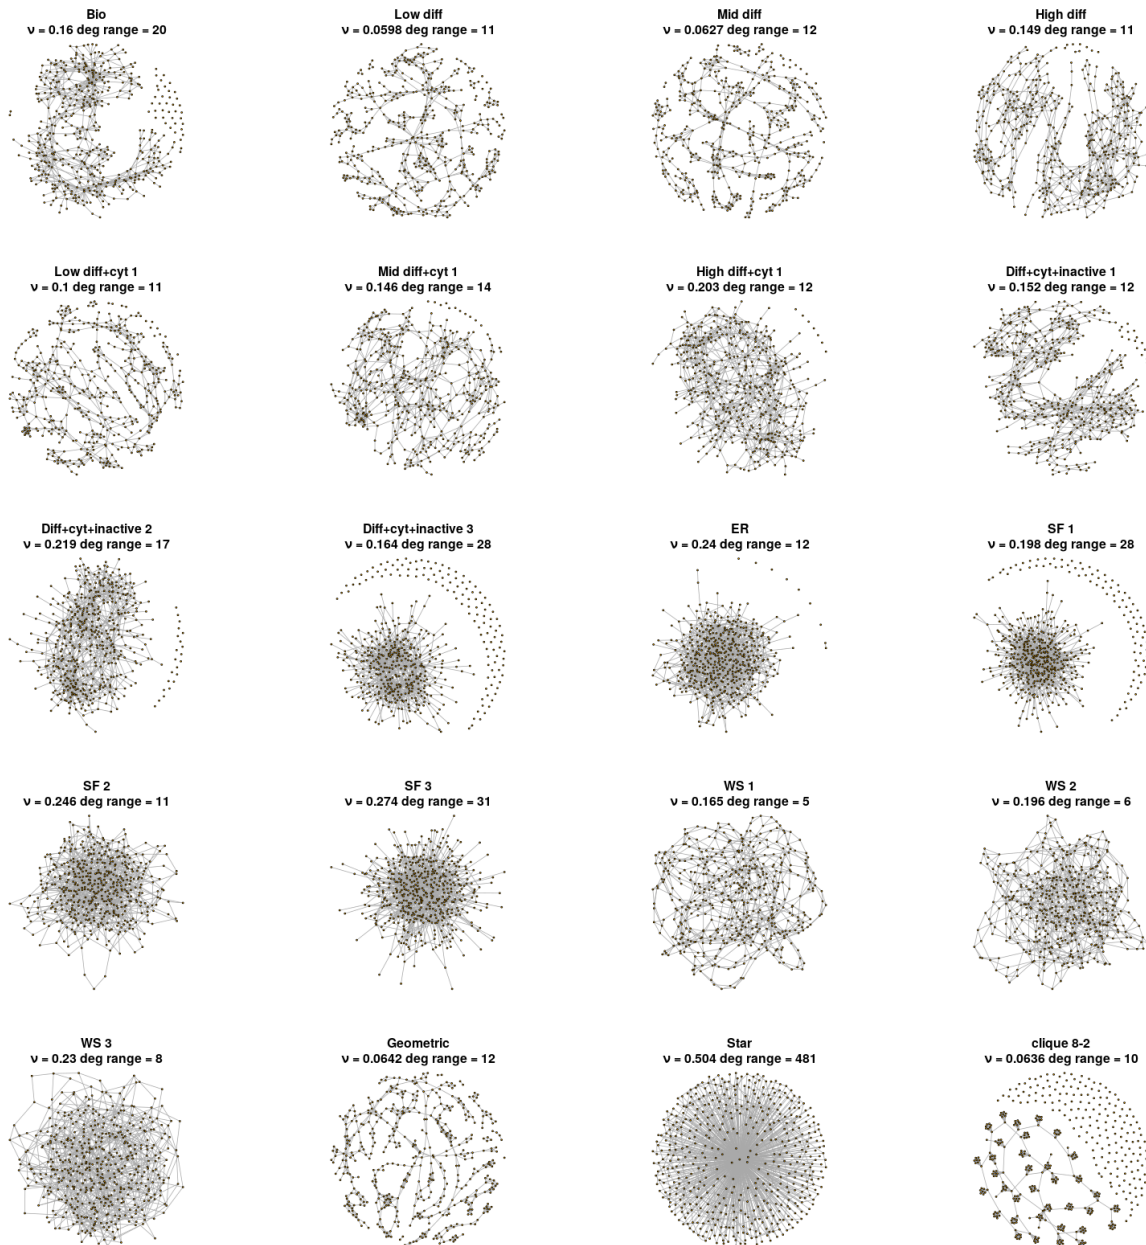 Bio
ν = 0.16 deg range = 20
Low diff
ν = 0.0598 deg range = 11
Mid diff
ν = 0.0627 deg range = 12
High diff
ν = 0.149 deg range = 11
Low diff+cyt 1
ν = 0.1 deg range = 11
Mid diff+cyt 1
ν = 0.146 deg range = 14
High diff+cyt 1
ν = 0.203 deg range = 12
Diff+cyt+inactive 1
ν = 0.152 deg range = 12
Diff+cyt+inactive 2
ν = 0.219 deg range = 17
Diff+cyt+inactive 3
ν = 0.164 deg range = 28
ER
ν = 0.24 deg range = 12
SF 1
ν = 0.198 deg range = 28
SF 2
ν = 0.246 deg range = 11
SF 3
ν = 0.274 deg range = 31
WS 1
ν = 0.165 deg range = 5
WS 2
ν = 0.196 deg range = 6
WS 3
ν = 0.23 deg range = 8
Geometric
ν = 0.0642 deg range = 12
Star
ν = 0.504 deg range = 481
clique 8-2
ν = 0.0636 deg range = 10